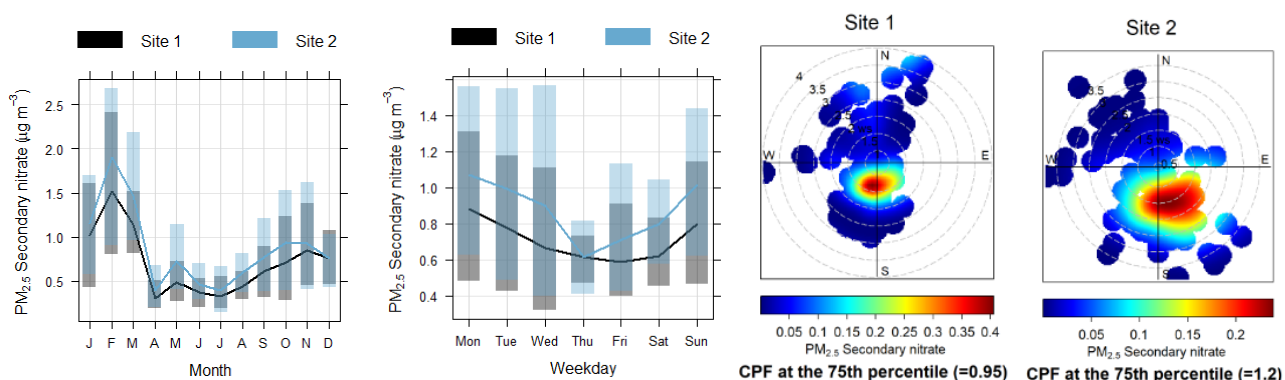 Site 1
Site 2
PM2.5 Secondary nitrate (µg m−3)
2.5
2.0
1.5
1.0
0.5
J F M A M J J A S O N D
Month
Site 1
Site 2
PM2.5 Secondary nitrate (µg m−3)
1.4
1.2
1.0
0.8
0.6
0.4
Mon Tue Wed Thu Fri Sat Sun
Weekday
Site 1
N
4
3.5
W
E
S
0.05 0.1 0.15 0.2 0.25 0.3 0.35 0.4
PM2.5 Secondary nitrate
CPF at the 75th percentile (=0.95)
Site 2
N
3.5
W
E
0.5
S
0.05 0.1 0.15 0.2
PM2.5 Secondary nitrate
CPF at the 75th percentile (=1.2)